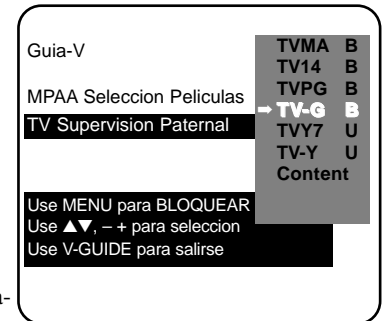 Guia-V
MPAA Seleccion Peliculas
TV Supervision Paternal
TVMA B
TV14 B
TVPG B
➡ TV-G B
TVY7 U
TV-Y U
Content
Use MENU para BLOQUEAR
Use ▲▼, – + para seleccion
Use V-GUIDE para salirse
a-